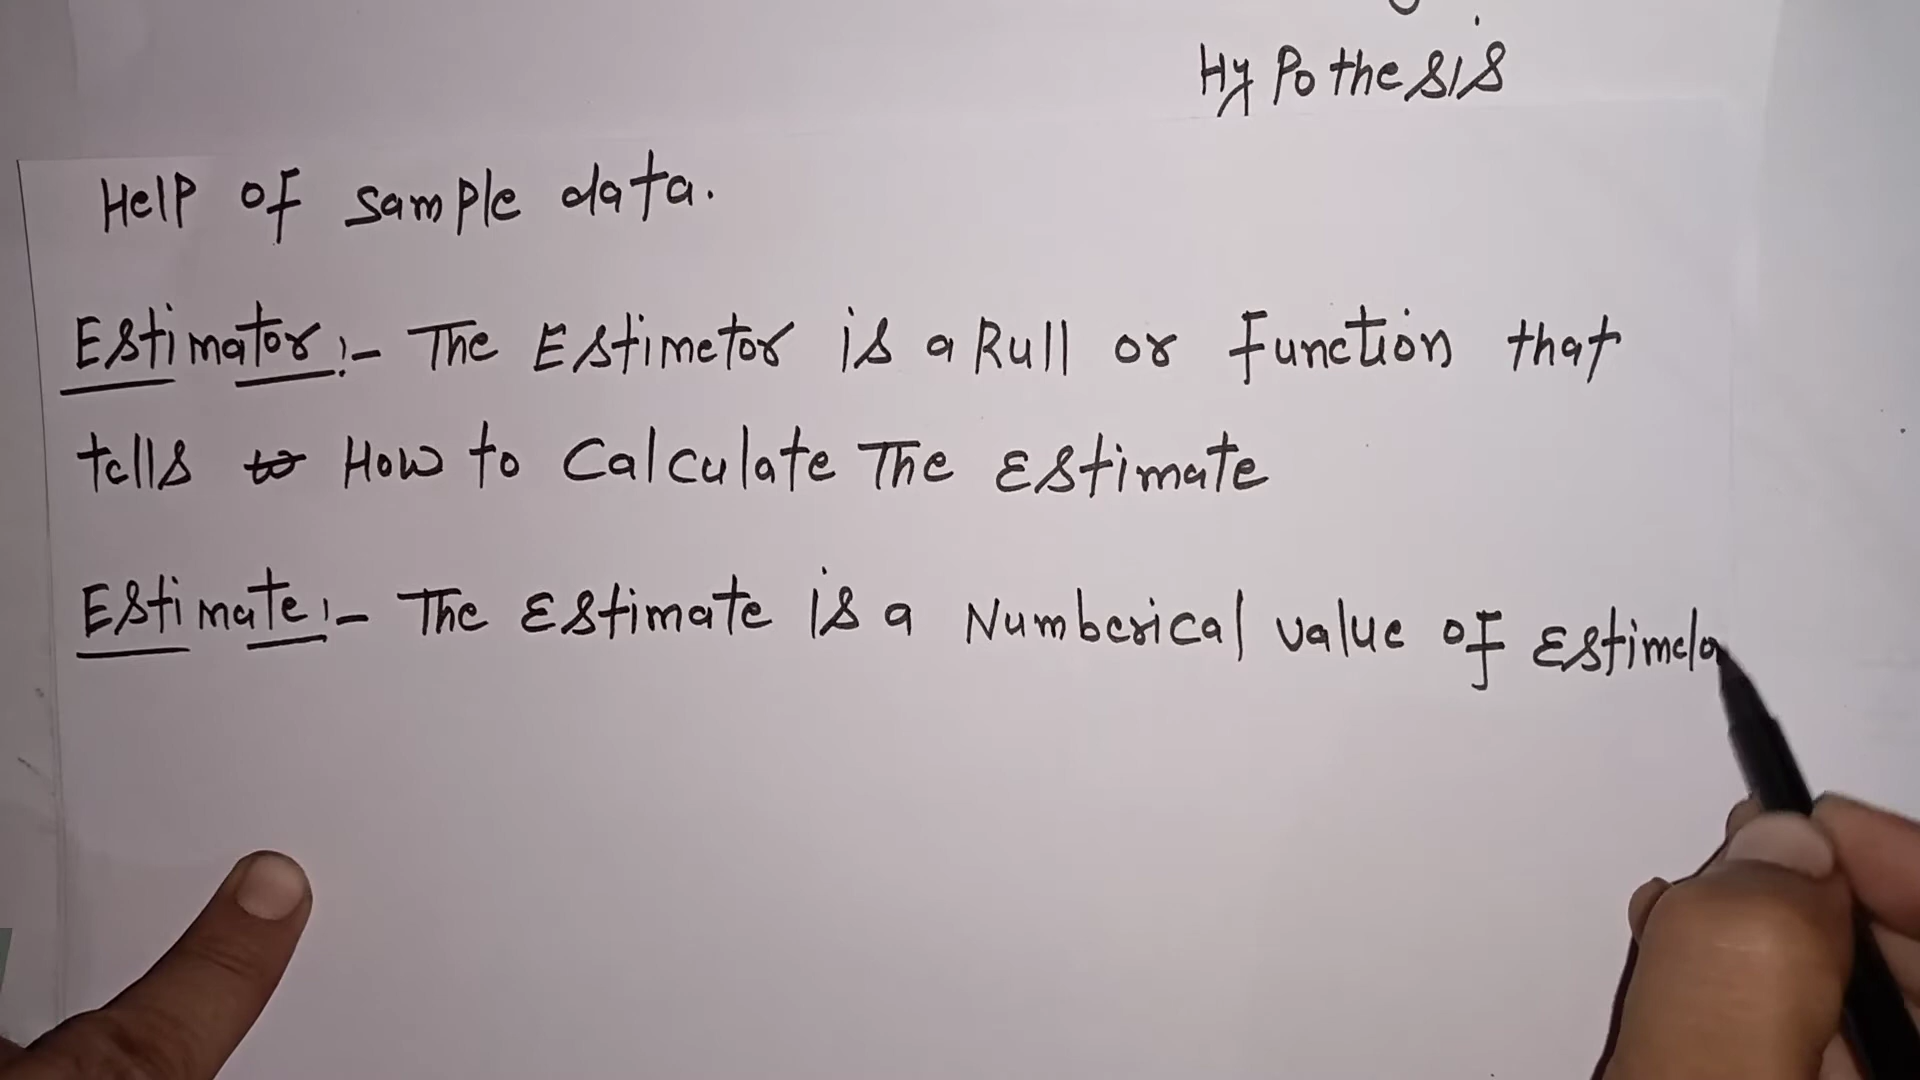 HyPothesis
Help of sample data.
Estimator:- The Estimetor is a Rull or Function that
tells to How to Calculate The Estimate
Estimate:- The Estimate is a Numberical value of